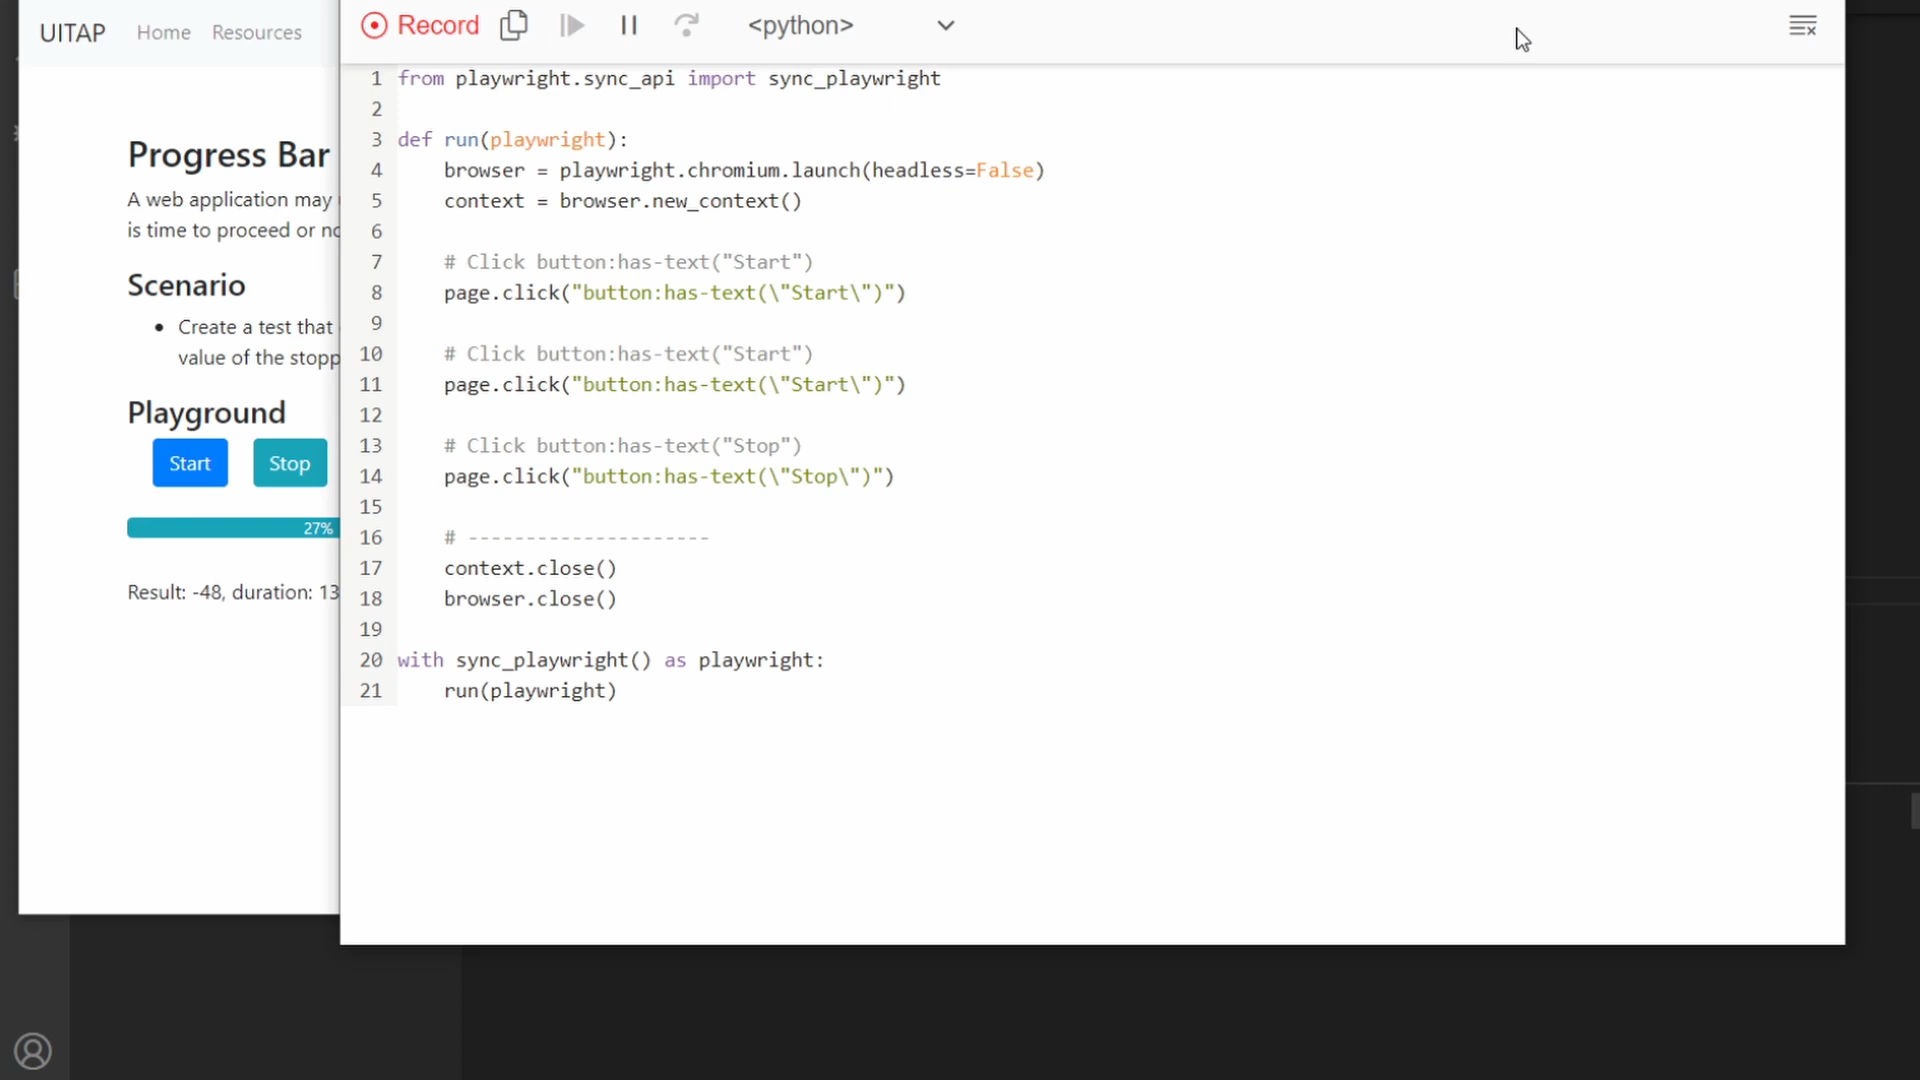 UITAP Home Resources
Progress Bar
A web application may
is time to proceed or no
Scenario
Create a test that
value of the stopp
Playground
Start Stop
27%
Result: -48, duration: 13
Record <python>
1 from playwright.sync_api import sync_playwright
2
3 def run(playwright):
4 browser = playwright.chromium.launch(headless=False)
5 context = browser.new_context()
6
7 # Click button:has-text("Start")
8 page.click("button:has-text(\"Start\")")
9
10 # Click button:has-text("Start")
11 page.click("button:has-text(\"Start\")")
12
13 # Click button:has-text("Stop")
14 page.click("button:has-text(\"Stop\")")
15
16 # ---------------------
17 context.close()
18 browser.close()
19
20 with sync_playwright() as playwright:
21 run(playwright)